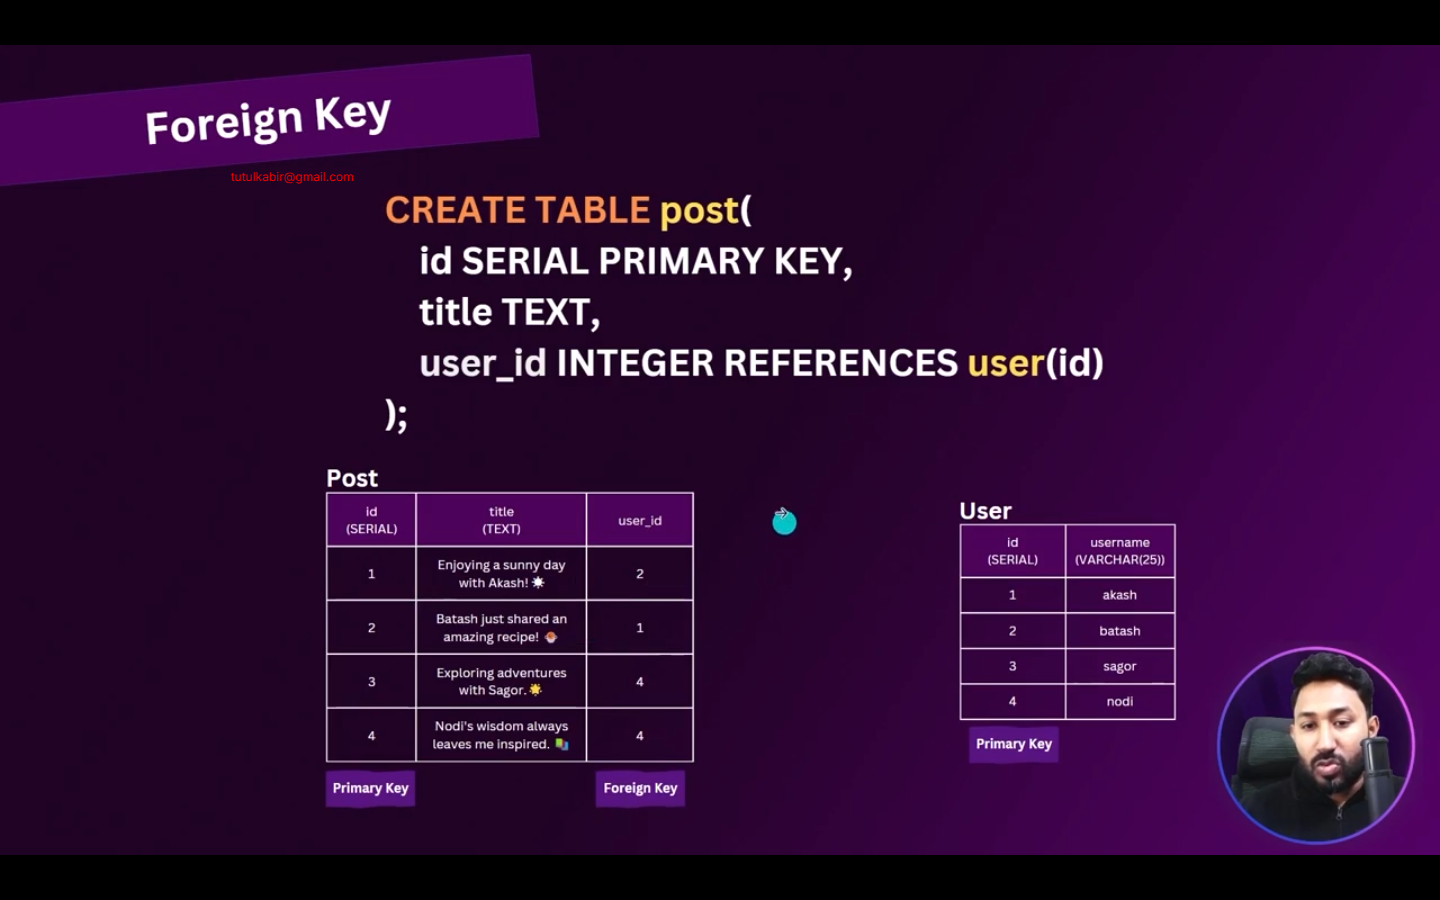 Foreign Key
tutulkabir@gmail.com
CREATE TABLE post(
id SERIAL PRIMARY KEY,
title TEXT,
user_id INTEGER REFERENCES user(id)
);
Post
id
(SERIAL)
title
(TEXT)
user_id
1
Enjoying a sunny day
with Akash! ☀️
2
2
Batash just shared an
amazing recipe!
1
3
Exploring adventures
with Sagor. 🌟
4
4
Nodi's wisdom always
leaves me inspired. 📚
4
Primary Key
Foreign Key
User
id
(SERIAL)
username
(VARCHAR(25))
1
akash
2
batash
3
sagor
4
nodi
Primary Key